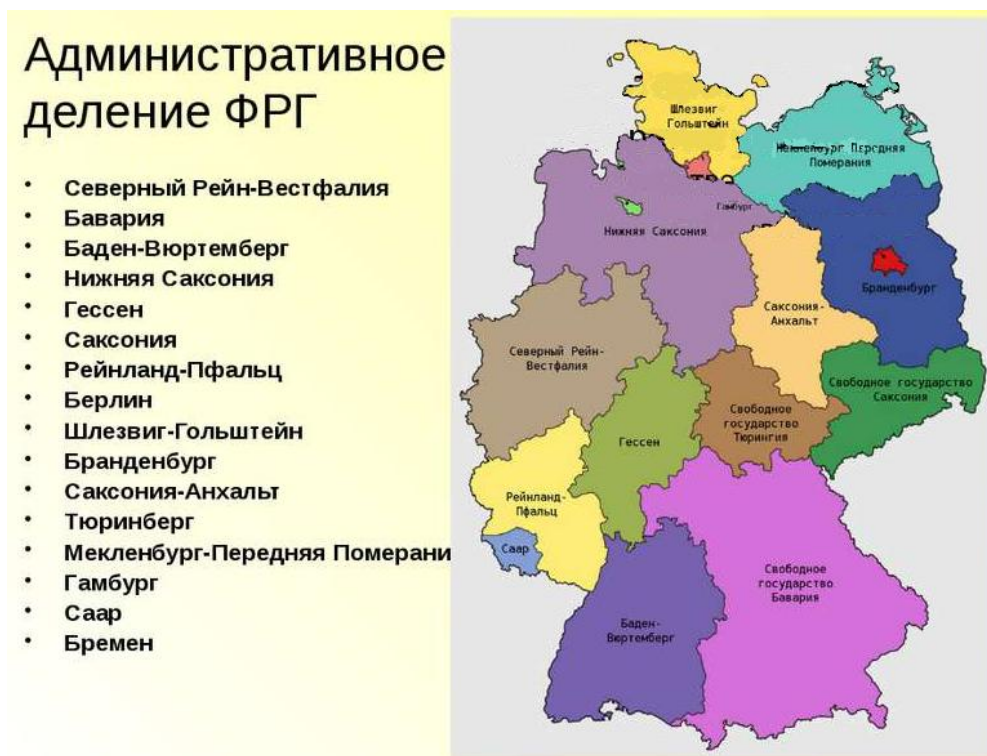 Административное
деление ФРГ
• Северный Рейн-Вестфалия
• Бавария
• Баден-Вюртемберг
• Нижняя Саксония
• Гессен
• Саксония
• Рейнланд-Пфальц
• Берлин
• Шлезвиг-Гольштейн
• Бранденбург
• Саксония-Анхальт
• Тюринберг
• Мекленбург-Передняя Померани
• Гамбург
• Саар
• Бремен
Шлезвиг
Гольштейн
Передняя
Померания
Гамбург
Нижняя Саксония
Бранденбург
Саксония-
Анхальт
Северный Рейн-
Вестфалия
Свободное государство
Саксония
Свободное
государство
Тюрингия
Гессен
Рейнланд-
Пфальц
Саар
Свободное
государство
Бавария
Баден-
Вюртемберг